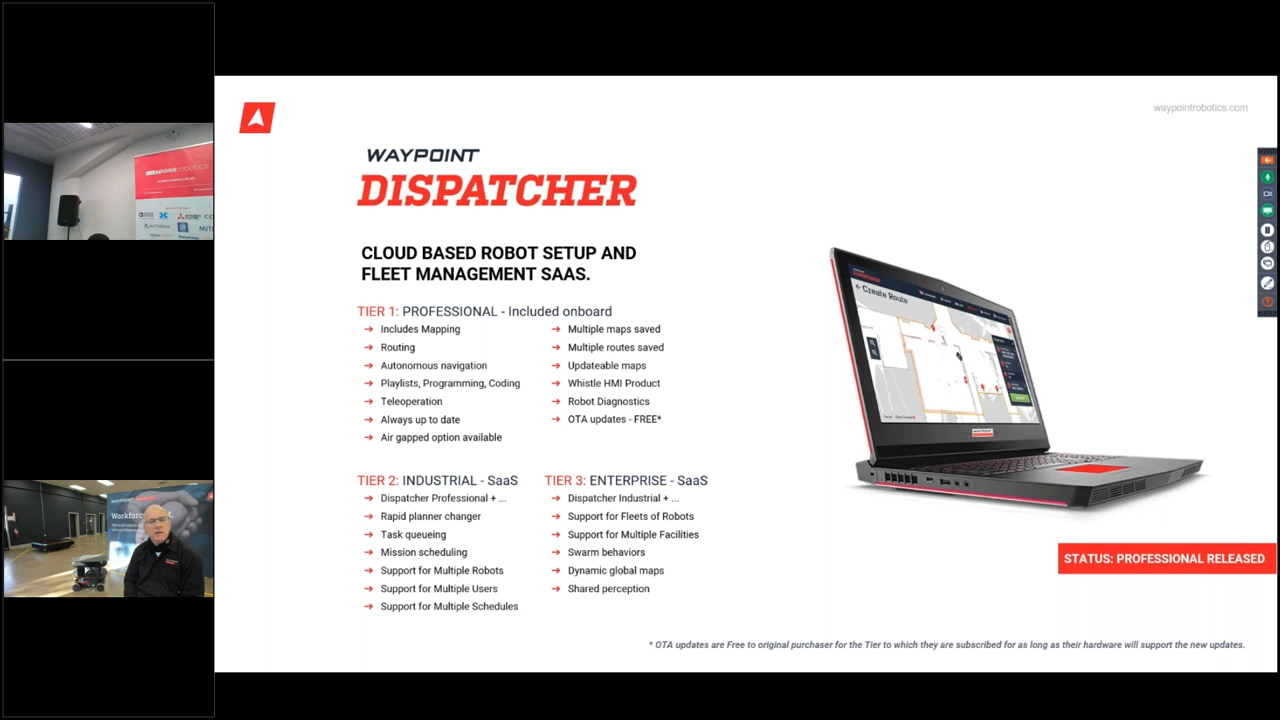 waypointrobotics.com
WAYPOINT
DISPATCHER
CLOUD BASED ROBOT SETUP AND
FLEET MANAGEMENT SAAS.
TIER 1: PROFESSIONAL - Included onboard
Includes Mapping
Routing
Autonomous navigation
Playlists, Programming, Coding
Teleoperation
Always up to date
Air gapped option available
Multiple maps saved
Multiple routes saved
Updateable maps
Whistle HMI Product
Robot Diagnostics
OTA updates - FREE*
TIER 2: INDUSTRIAL - SaaS
Dispatcher Professional + ...
Rapid planner changer
Task queueing
Mission scheduling
Support for Multiple Robots
Support for Multiple Users
Support for Multiple Schedules
TIER 3: ENTERPRISE - SaaS
Dispatcher Industrial + ...
Support for Fleets of Robots
Support for Multiple Facilities
Swarm behaviors
Dynamic global maps
Shared perception
Create Route
STATUS: PROFESSIONAL RELEASED
* OTA updates are Free to original purchaser for the Tier to which they are subscribed for as long as their hardware will support the new updates.
robotics
AUTODESK
WAYPOINT